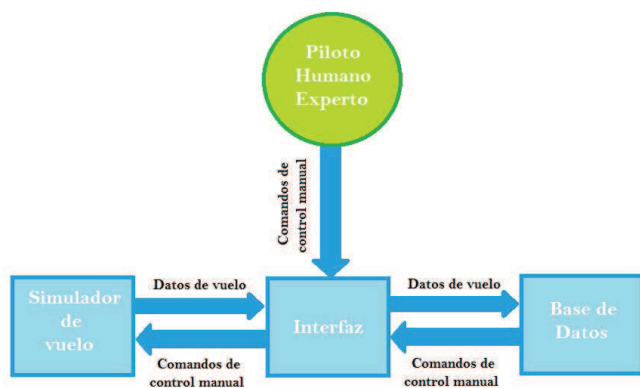 Piloto
Humano
Experto
Comandos de
control manual
Simulador
de
vuelo
Datos de vuelo
Comandos de
control manual
Interfaz
Datos de vuelo
Comandos de
control manual
Base de
Datos